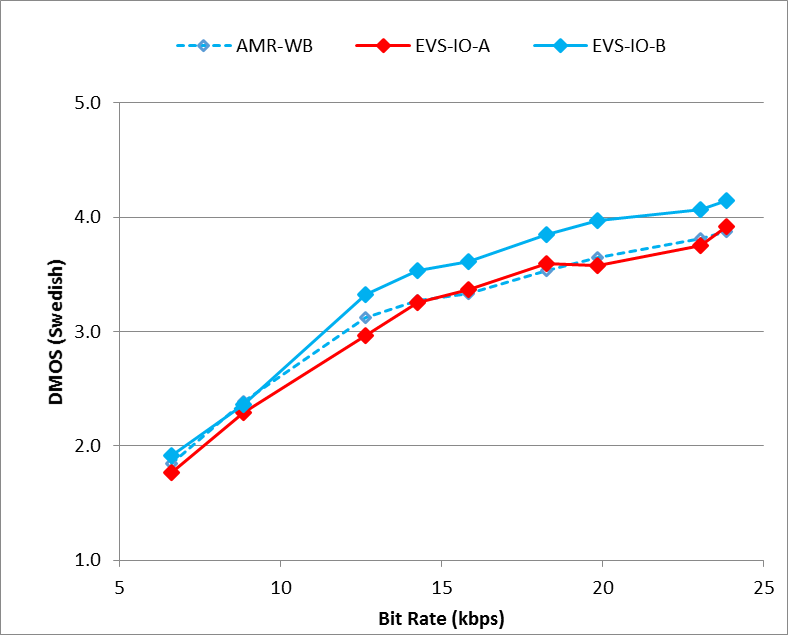 AMR-WB EVS-IO-A EVS-IO-B
5.0
4.0
3.0
2.0
1.0
DMOS (Swedish)
5 10 15 20 25
Bit Rate (kbps)